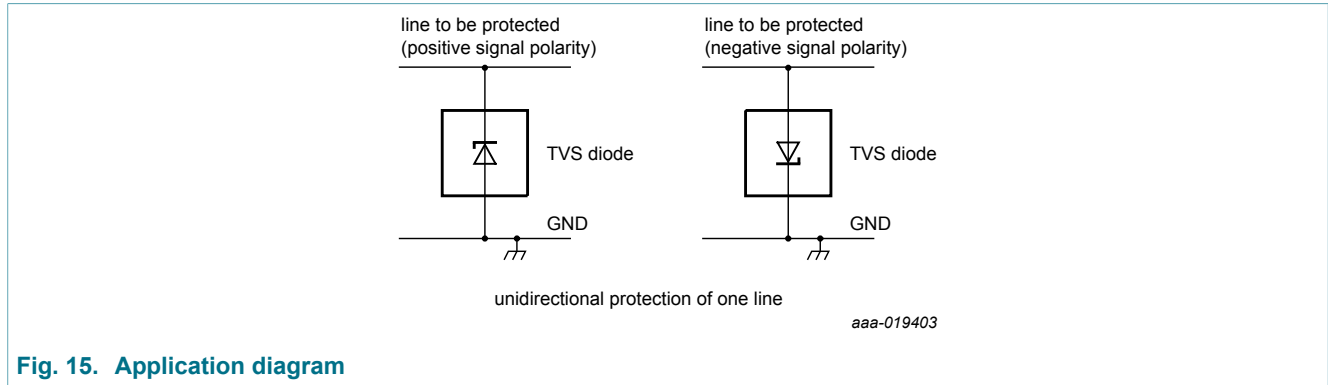 line to be protected
(positive signal polarity)
line to be protected
(negative signal polarity)
TVS diode
TVS diode
GND
GND
unidirectional protection of one line
aaa-019403
Fig. 15. Application diagram